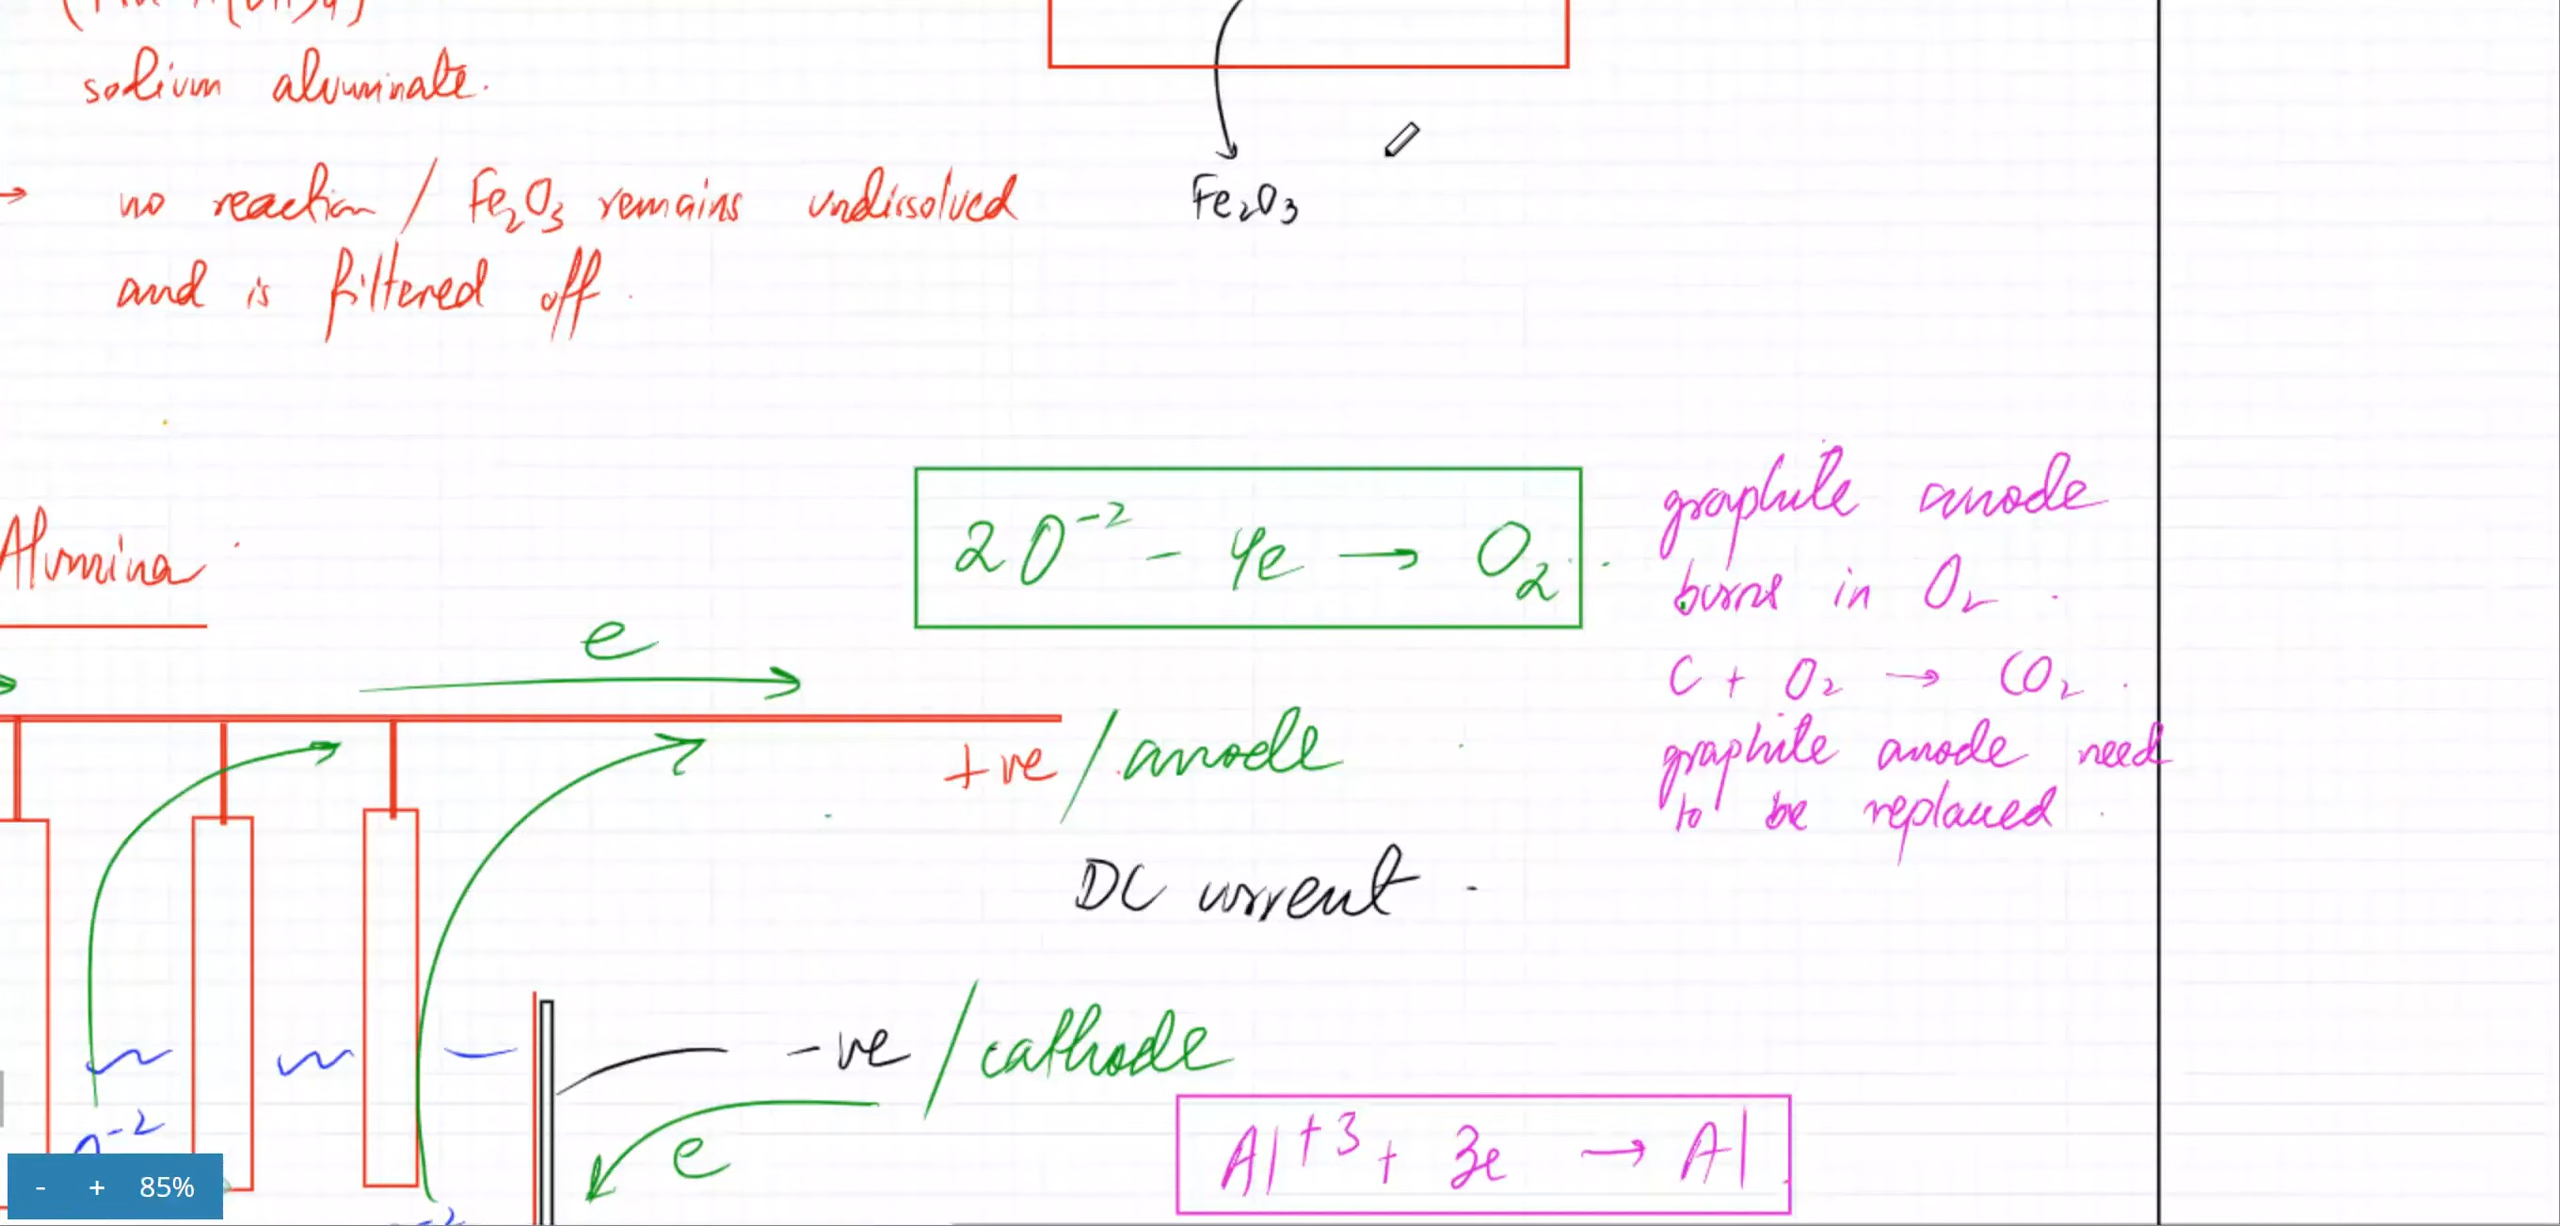 sodium aluminate.
→ no reaction / Fe₂O₃ remains undissolved
and is filtered off.
Fe₂O₃
Alumina
2O⁻² - 4e → O₂
graphite anode
burns in O₂.
C + O₂ → CO₂.
graphite anode need
to be replaced.
e
+ve / anode
DC current.
-ve / cathode
e
Al⁺³ + 3e → Al
- + 85%